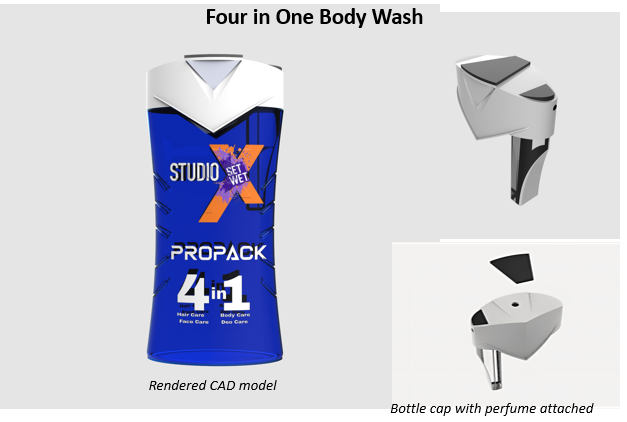 Four in One Body Wash
STUDIO X
SET
WET
PROPACK
4in1
Hair Care Body Care
Face Care Deo Care
Rendered CAD model
Bottle cap with perfume attached